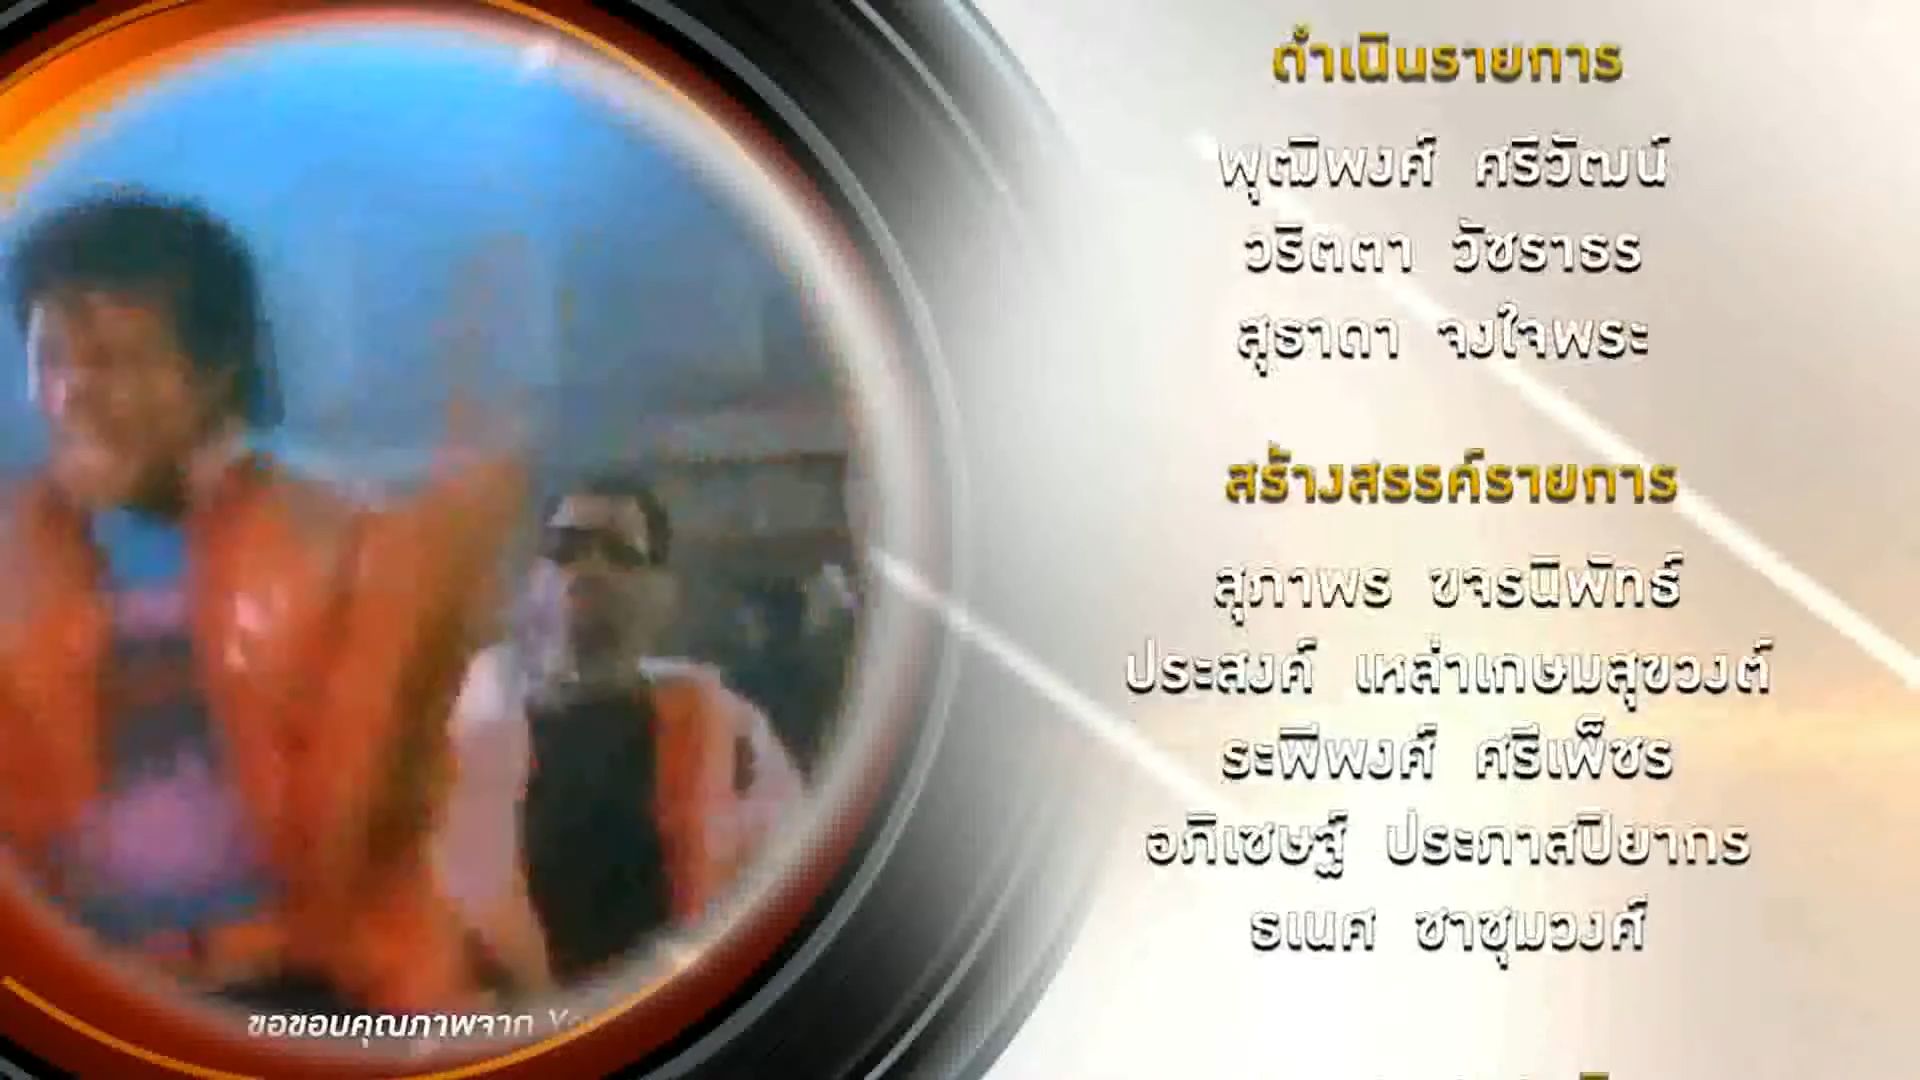 ดำเนินรายการ
พุฒิพงศ์ ศรีวัฒน์
วริตตา วัชราธร
สุธาดา จงใจพระ
สร้างสรรค์รายการ
สุภาพร ขจรนิพัทธ์
ประสงค์ เหล่าเกษมสุขวงต์
ระพีพงศ์ ศรีเพ็ชร
อภิเชษฐ์ ประภาสปิยากร
ธเนศ ชาชุมวงศ์
ขอขอบคุณภาพจาก